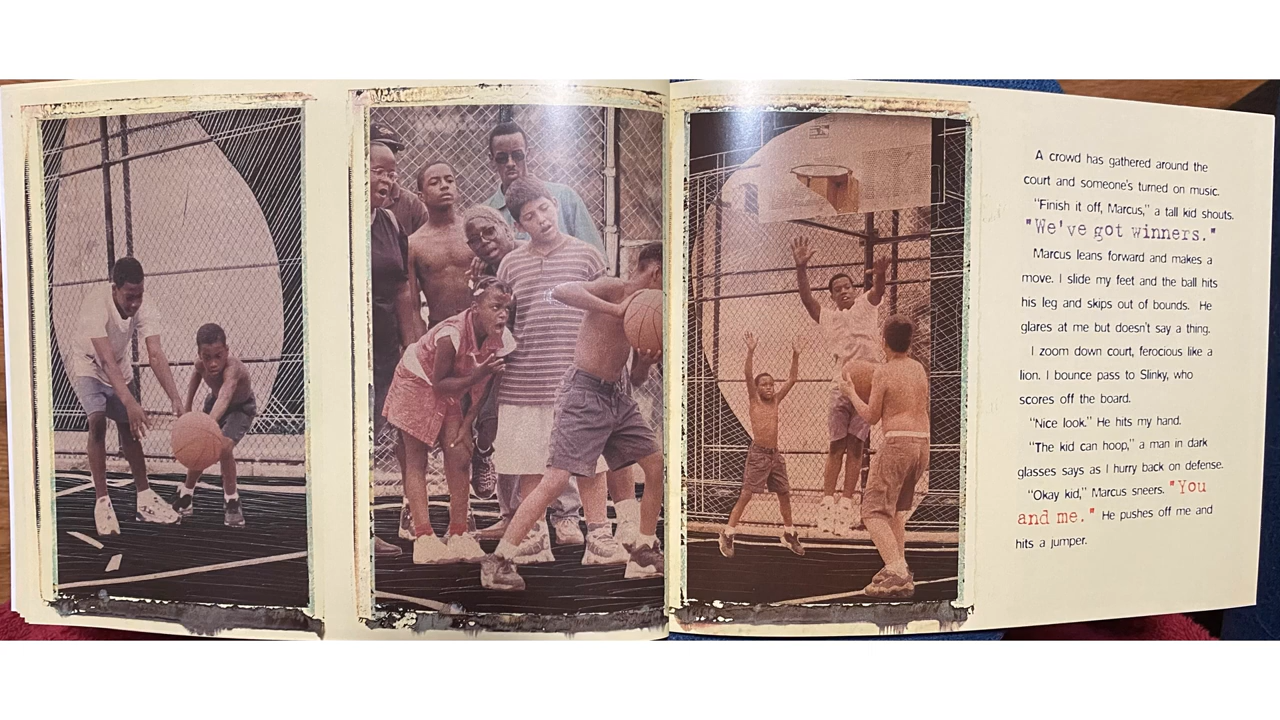 A crowd has gathered around the
court and someone's turned on music.
"Finish it off, Marcus," a tall kid shouts.
"We've got winners."
Marcus leans forward and makes a
move. I slide my feet and the ball hits
his leg and skips out of bounds. He
glares at me but doesn't say a thing.
I zoom down court, ferocious like a
lion. I bounce pass to Slinky, who
scores off the board.
"Nice look." He hits my hand.
"The kid can hoop," a man in dark
glasses says as I hurry back on defense.
"Okay kid," Marcus sneers. "You
and me." He pushes off me and
hits a jumper.